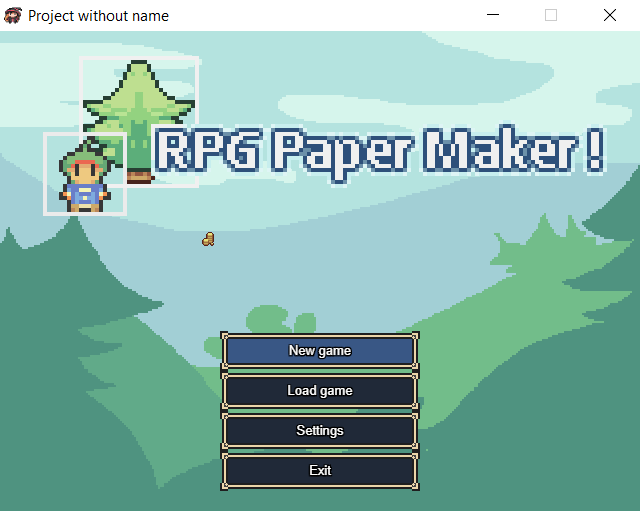 Project without name
RPG Paper Maker !
New game
Load game
Settings
Exit